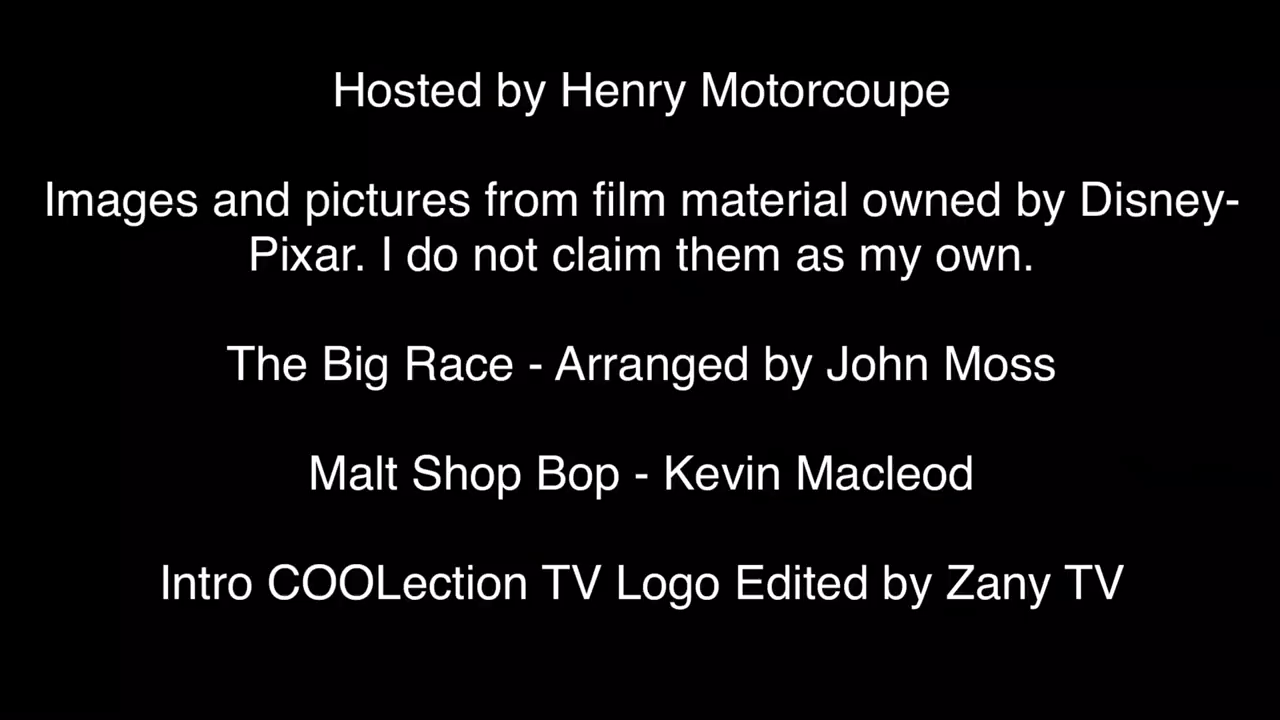 Hosted by Henry Motorcoupe
Images and pictures from film material owned by Disney-
Pixar. I do not claim them as my own.
The Big Race - Arranged by John Moss
Malt Shop Bop - Kevin Macleod
Intro COOLection TV Logo Edited by Zany TV